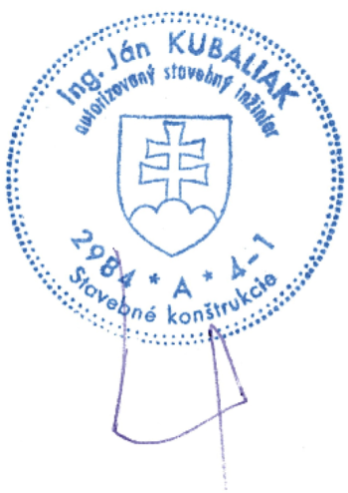 Ing. Ján KUBALIAK
autorizovaný stavebný inžinier
2984 * A * 4-1
Stavebné konštrukcie